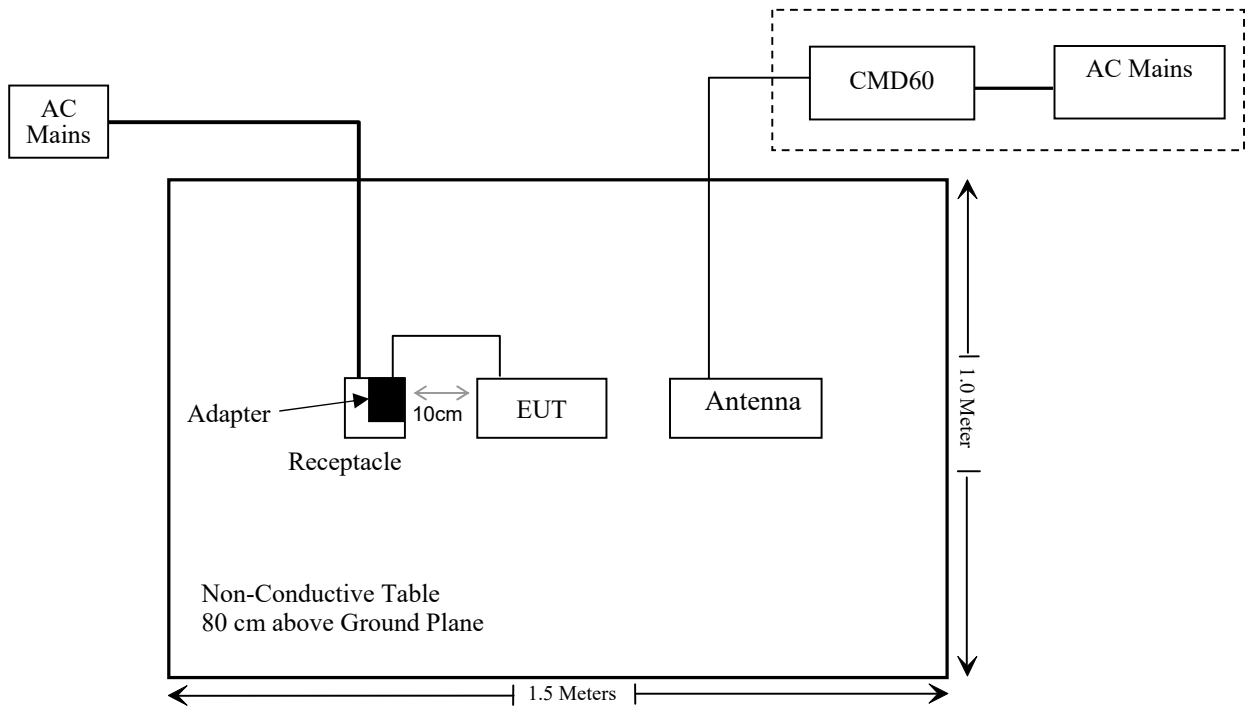 CMD60
AC Mains
AC
Mains
Adapter
10cm
EUT
Antenna
Receptacle
1.0 Meter
Non-Conductive Table
80 cm above Ground Plane
1.5 Meters